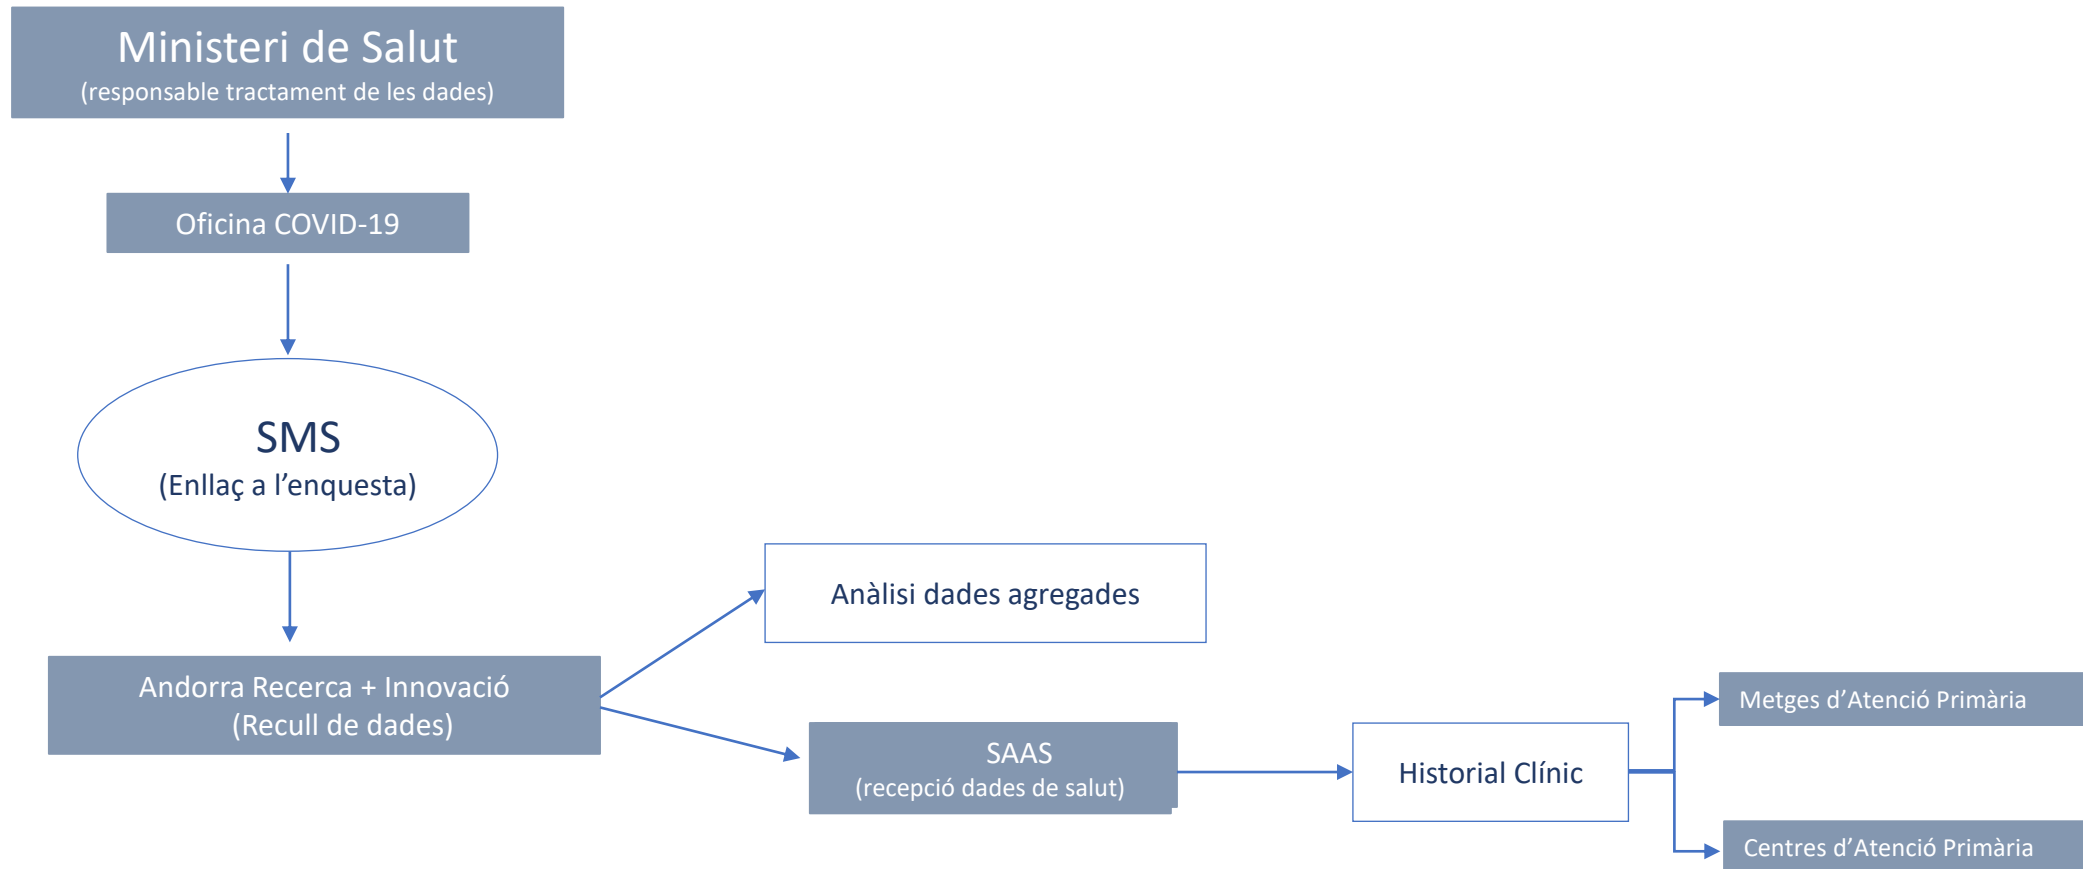 Ministeri de Salut
(responsable tractament de les dades)
Oficina COVID-19
SMS
(Enllaç a l’enquesta)
Anàlisi dades agregades
Andorra Recerca + Innovació
(Recull de dades)
SAAS
(recepció dades de salut)
Historial Clínic
Metges d’Atenció Primària
Centres d’Atenció Primària